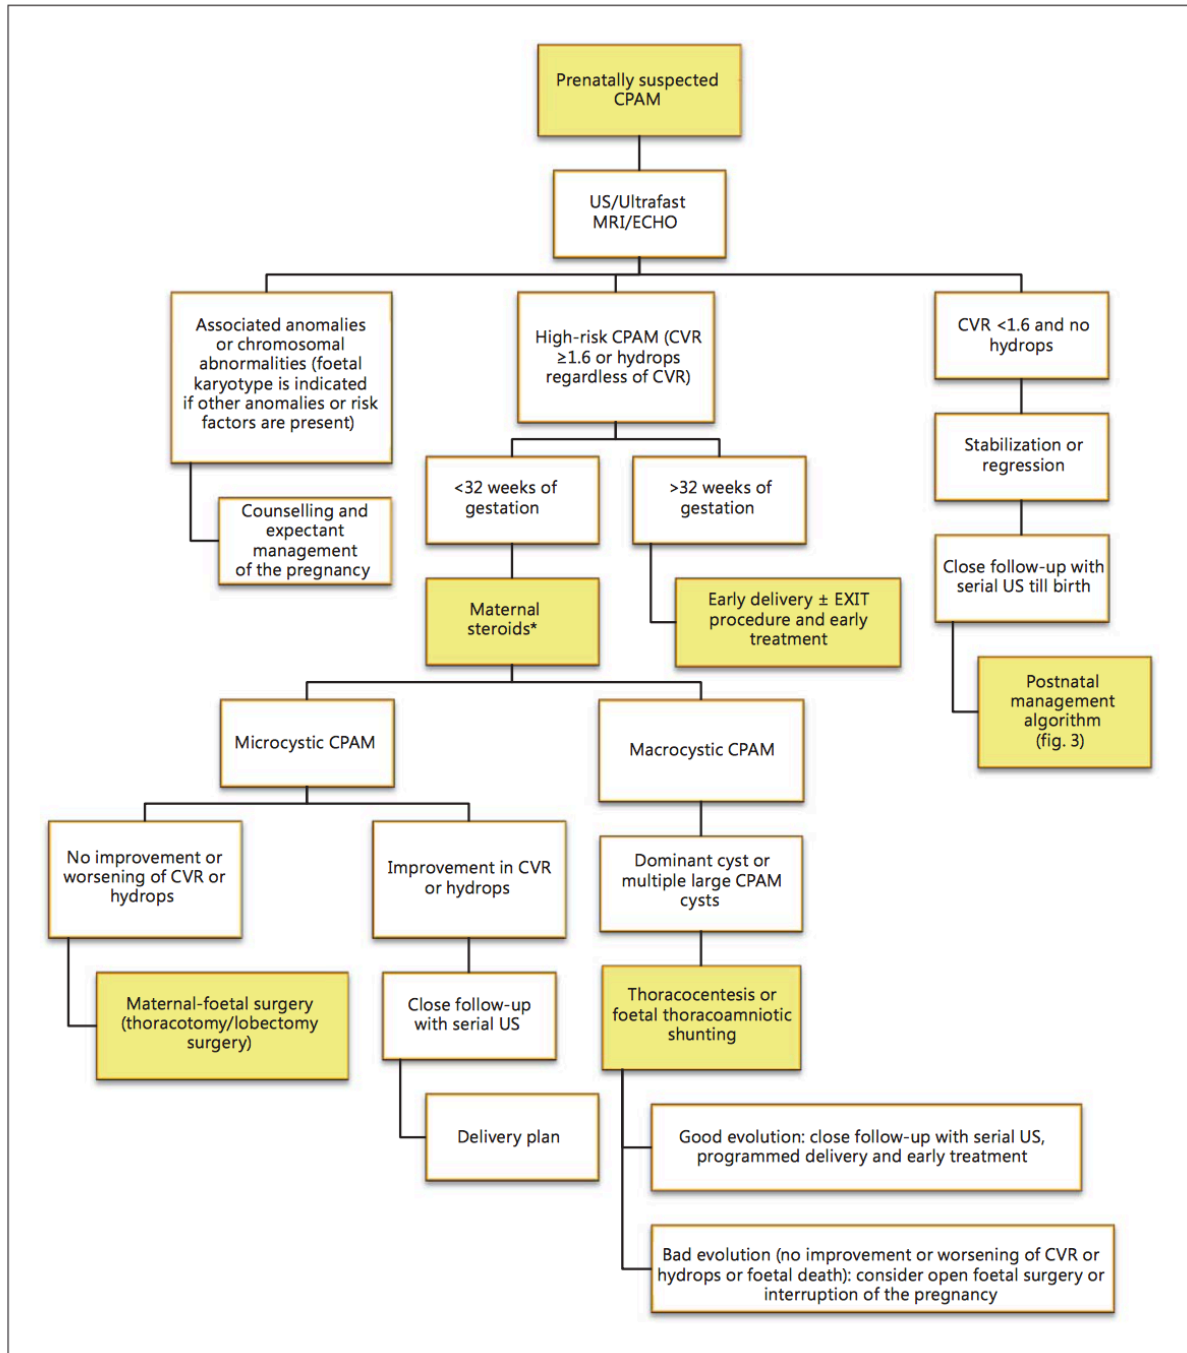 Prenatally suspected
CPAM
US/Ultrafast
MRI/ECHO
Associated anomalies
or chromosomal
abnormalities (foetal
karyotype is indicated
if other anomalies or risk
factors are present)
High-risk CPAM (CVR
≥1.6 or hydrops
regardless of CVR)
CVR <1.6 and no
hydrops
Counselling and
expectant
management
of the pregnancy
<32 weeks of
gestation
>32 weeks of
gestation
Stabilization or
regression
Maternal
steroids*
Early delivery ± EXIT
procedure and early
treatment
Close follow-up with
serial US till birth
Postnatal
management
algorithm
(fig. 3)
Microcystic CPAM
Macrocystic CPAM
No improvement or
worsening of CVR or
hydrops
Improvement in CVR
or hydrops
Dominant cyst or
multiple large CPAM
cysts
Maternal-foetal surgery
(thoracotomy/lobectomy
surgery)
Close follow-up
with serial US
Thoracocentesis or
foetal thoracoamniotic
shunting
Delivery plan
Good evolution: close follow-up with serial US,
programmed delivery and early treatment
Bad evolution (no improvement or worsening of CVR or
hydrops or foetal death): consider open foetal surgery or
interruption of the pregnancy